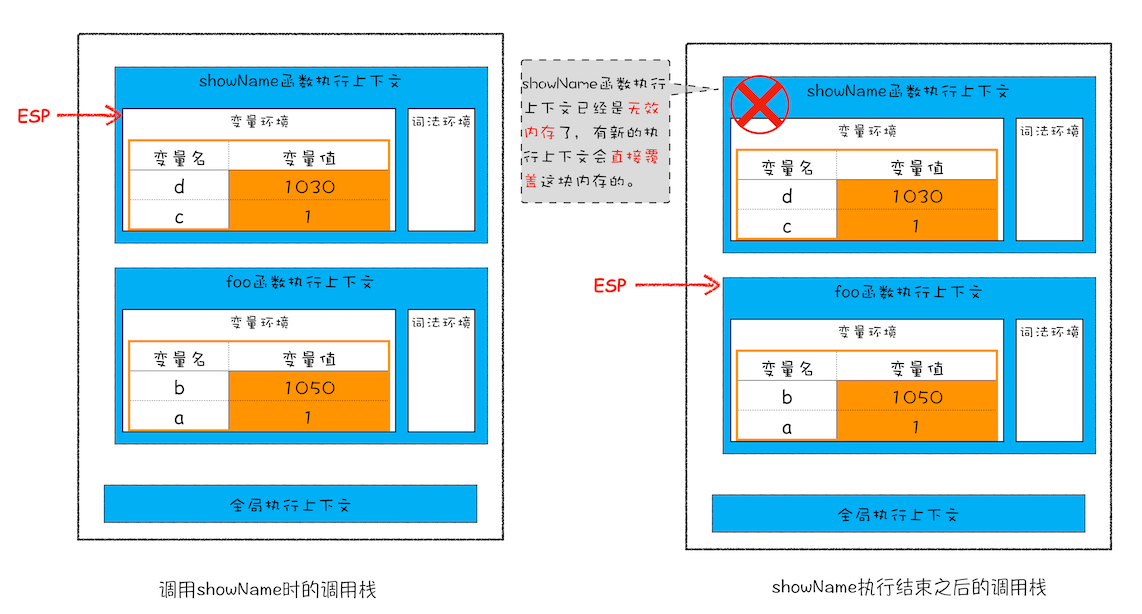 showName函数执行上下文
ESP
变量环境
词法环境
变量名 变量值
d 1030
c 1
foo函数执行上下文
变量环境
词法环境
变量名 变量值
b 1050
a 1
全局执行上下文
调用showName时的调用栈
showName函数执行
上下文已经是无效
内存了，有新的执
行上下文会直接覆
盖这块内存的。
showName函数执行上下文
变量环境
词法环境
变量名 变量值
d 1030
c 1
ESP
foo函数执行上下文
变量环境
词法环境
变量名 变量值
b 1050
a 1
全局执行上下文
showName执行结束之后的调用栈